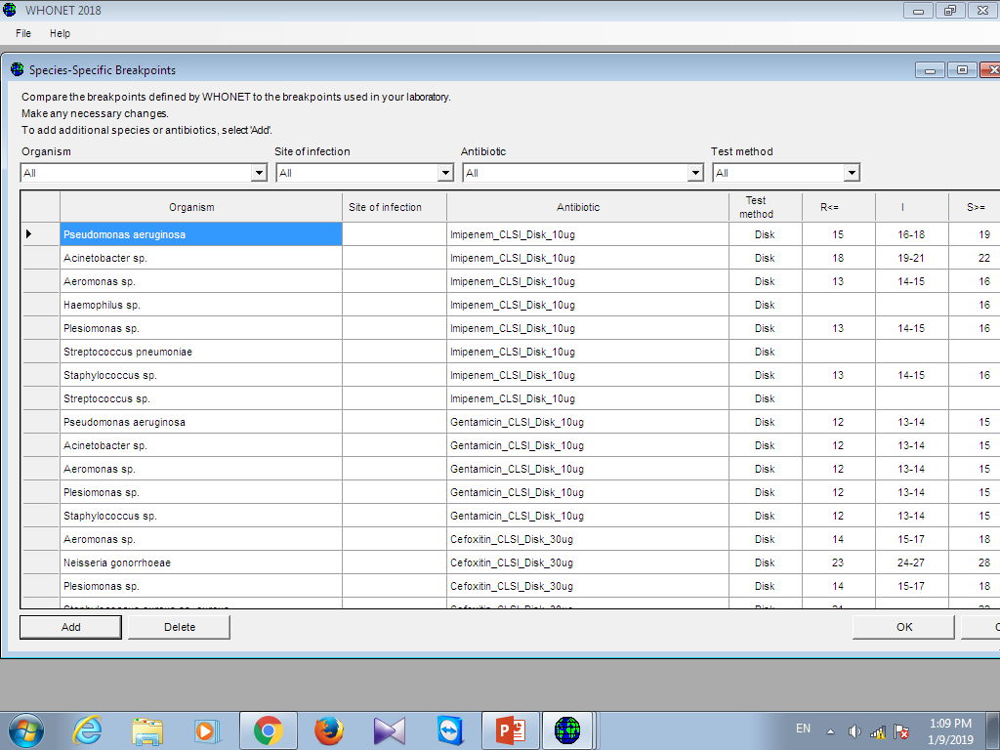 WHONET 2018
File Help
Species-Specific Breakpoints
Compare the breakpoints defined by WHONET to the breakpoints used in your laboratory.
Make any necessary changes.
To add additional species or antibiotics, select 'Add'.
Organism Site of infection Antibiotic Test method
All All All All
Organism Site of infection Antibiotic Test method R<= I S>=
Pseudomonas aeruginosa Imipenem_CLSI_Disk_10ug Disk 15 16-18 19
Acinetobacter sp. Imipenem_CLSI_Disk_10ug Disk 18 19-21 22
Aeromonas sp. Imipenem_CLSI_Disk_10ug Disk 13 14-15 16
Haemophilus sp. Imipenem_CLSI_Disk_10ug Disk 16
Plesiomonas sp. Imipenem_CLSI_Disk_10ug Disk 13 14-15 16
Streptococcus pneumoniae Imipenem_CLSI_Disk_10ug Disk
Staphylococcus sp. Imipenem_CLSI_Disk_10ug Disk 13 14-15 16
Streptococcus sp. Imipenem_CLSI_Disk_10ug Disk
Pseudomonas aeruginosa Gentamicin_CLSI_Disk_10ug Disk 12 13-14 15
Acinetobacter sp. Gentamicin_CLSI_Disk_10ug Disk 12 13-14 15
Aeromonas sp. Gentamicin_CLSI_Disk_10ug Disk 12 13-14 15
Plesiomonas sp. Gentamicin_CLSI_Disk_10ug Disk 12 13-14 15
Staphylococcus sp. Gentamicin_CLSI_Disk_10ug Disk 12 13-14 15
Aeromonas sp. Cefoxitin_CLSI_Disk_30ug Disk 14 15-17 18
Neisseria gonorrhoeae Cefoxitin_CLSI_Disk_30ug Disk 23 24-27 28
Plesiomonas sp. Cefoxitin_CLSI_Disk_30ug Disk 14 15-17 18
Add Delete OK
EN 1:09 PM
1/9/2019